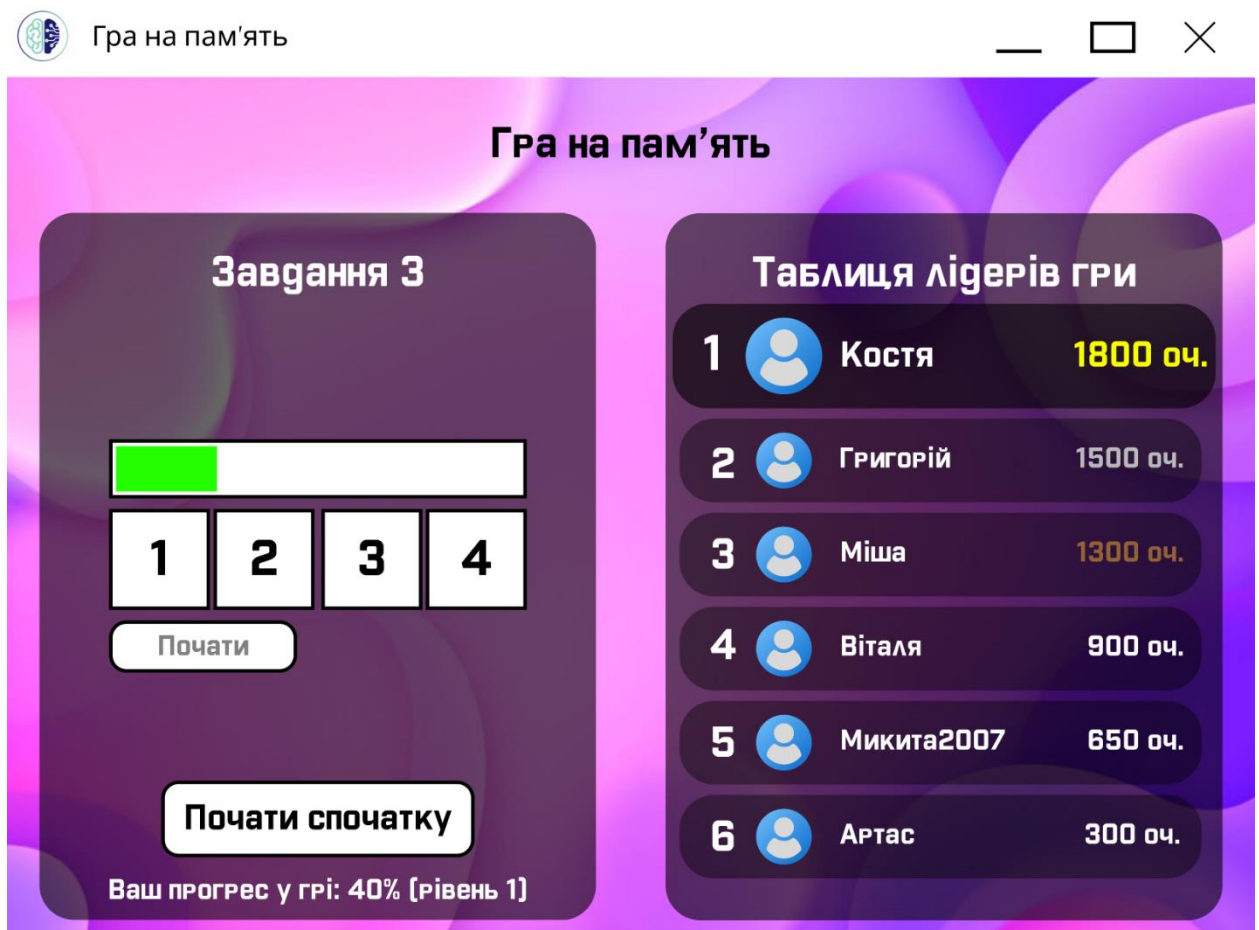 Гра на пам'ять
Гра на пам’ять
Завдання 3
1 2 3 4
Почати
Почати спочатку
Ваш прогрес у грі: 40% (рівень 1)
Таблиця лідерів гри
1 Костя 1800 оч.
2 Григорій 1500 оч.
3 Міша 1300 оч.
4 Віталя 900 оч.
5 Микита2007 650 оч.
6 Артас 300 оч.